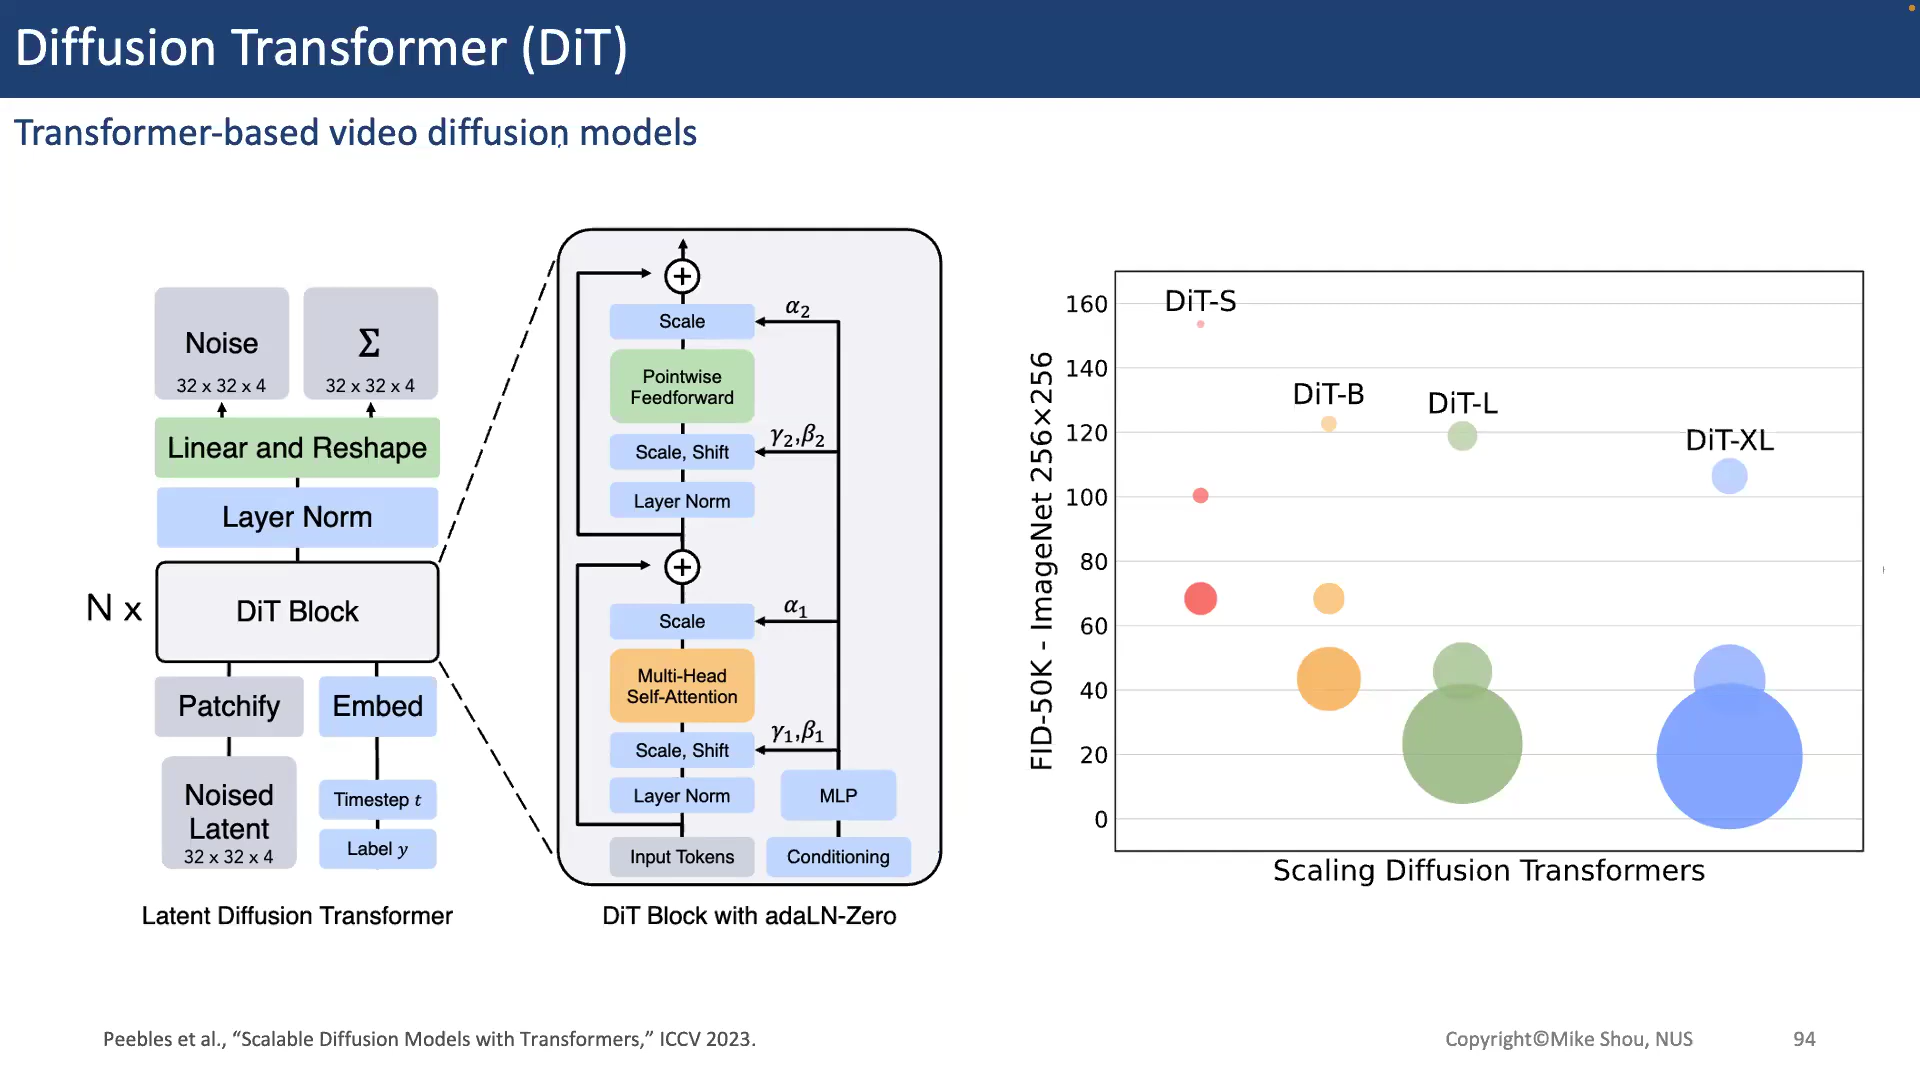 Diffusion Transformer (DiT)
Transformer-based video diffusion models
Noise
32 x 32 x 4
Σ
32 x 32 x 4
Linear and Reshape
Layer Norm
N x
DiT Block
Patchify
Embed
Noised
Latent
32 x 32 x 4
Timestep t
Label y
Latent Diffusion Transformer
α2
Scale
Pointwise
Feedforward
γ2,β2
Scale, Shift
Layer Norm
α1
Scale
Multi-Head
Self-Attention
γ1,β1
Scale, Shift
Layer Norm
MLP
Input Tokens
Conditioning
DiT Block with adaLN-Zero
FID-50K - ImageNet 256×256
160
140
120
100
80
60
40
20
0
DiT-S
DiT-B
DiT-L
DiT-XL
Scaling Diffusion Transformers
Peebles et al., “Scalable Diffusion Models with Transformers,” ICCV 2023.
Copyright©Mike Shou, NUS
94